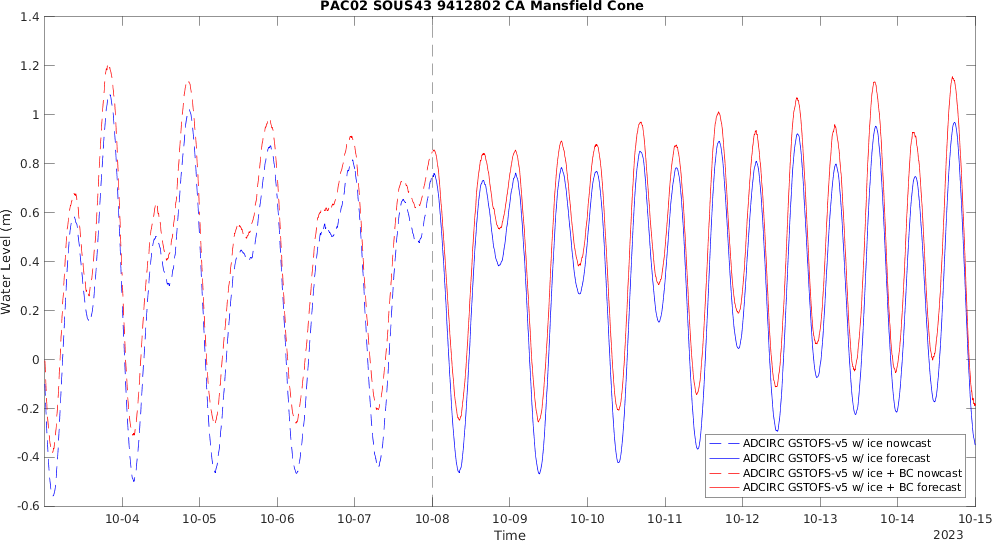 PAC02 SOUS43 9412802 CA Mansfield Cone
Water Level (m)
1.4
1.2
1
0.8
0.6
0.4
0.2
0
-0.2
-0.4
-0.6
10-04 10-05 10-06 10-07 10-08 10-09 10-10 10-11 10-12 10-13 10-14 10-15
Time
2023
ADCIRC GSTOFS-v5 w/ ice nowcast
ADCIRC GSTOFS-v5 w/ ice forecast
ADCIRC GSTOFS-v5 w/ ice + BC nowcast
ADCIRC GSTOFS-v5 w/ ice + BC forecast